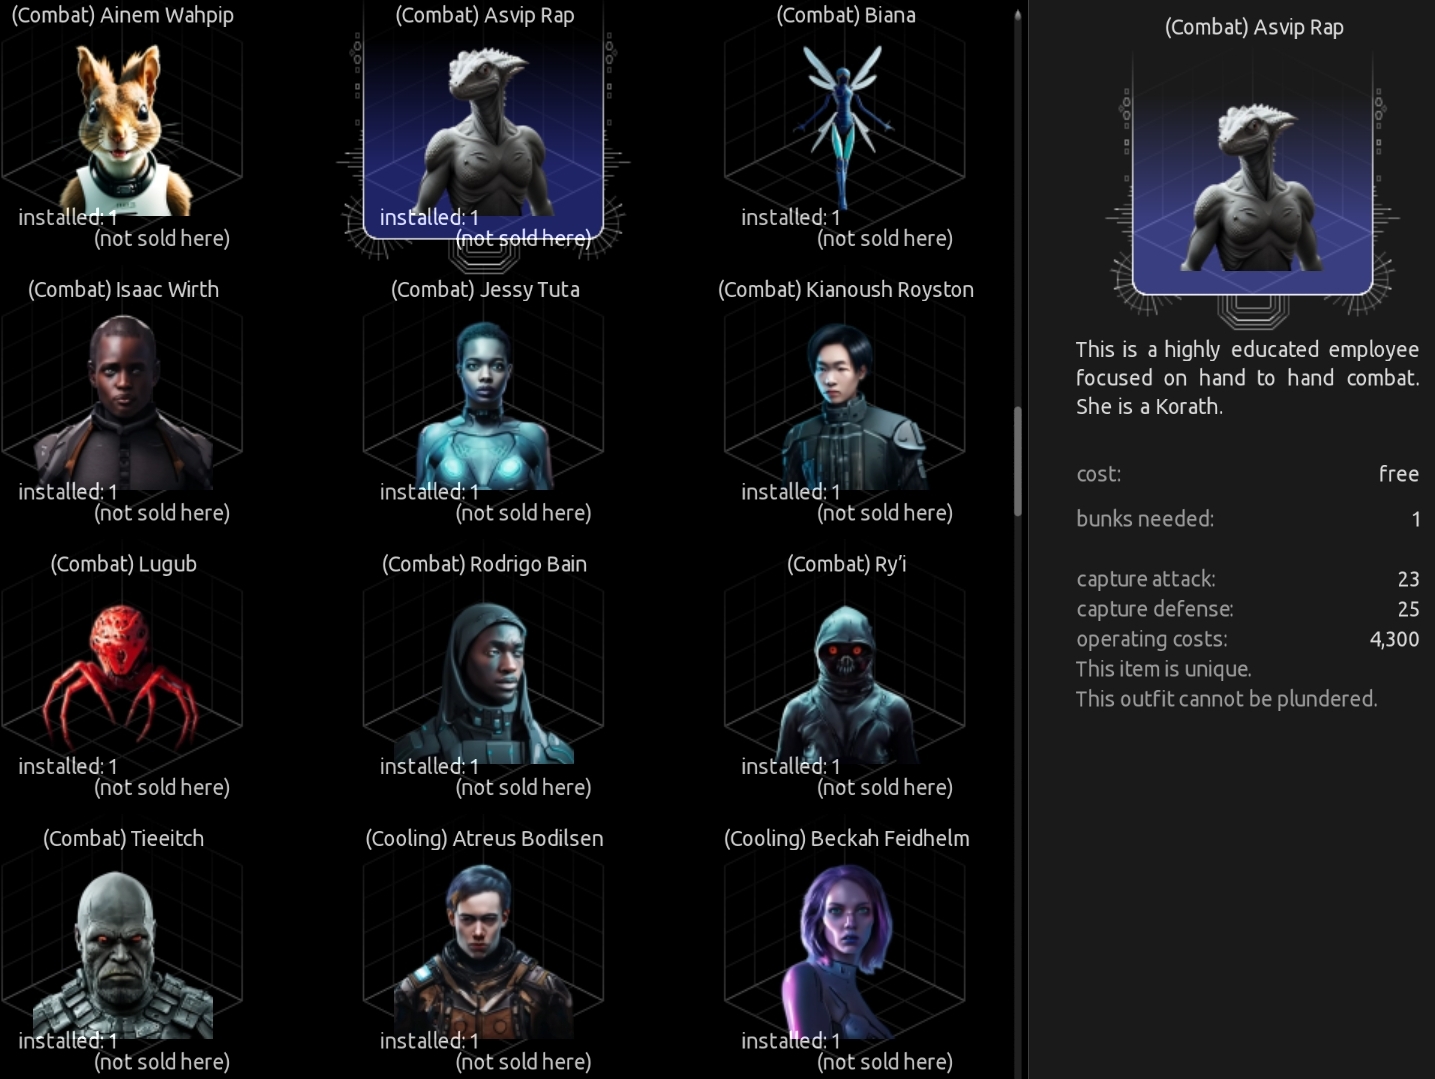 (Combat) Ainem Wahpip
(Combat) Asvip Rap
(Combat) Biana
installed: 1
(not sold here)
installed: 1
(not sold here)
installed: 1
(not sold here)
(Combat) Isaac Wirth
(Combat) Jessy Tuta
(Combat) Kianoush Royston
installed: 1
(not sold here)
installed: 1
(not sold here)
installed: 1
(not sold here)
(Combat) Lugub
(Combat) Rodrigo Bain
(Combat) Ry’i
installed: 1
(not sold here)
installed: 1
(not sold here)
installed: 1
(not sold here)
(Combat) Tieeitch
(Cooling) Atreus Bodilsen
(Cooling) Beckah Feidhelm
installed: 1
(not sold here)
installed: 1
(not sold here)
installed: 1
(not sold here)
(Combat) Asvip Rap
This is a highly educated employee
focused on hand to hand combat.
She is a Korath.
cost: free
bunks needed: 1
capture attack: 23
capture defense: 25
operating costs: 4,300
This item is unique.
This outfit cannot be plundered.